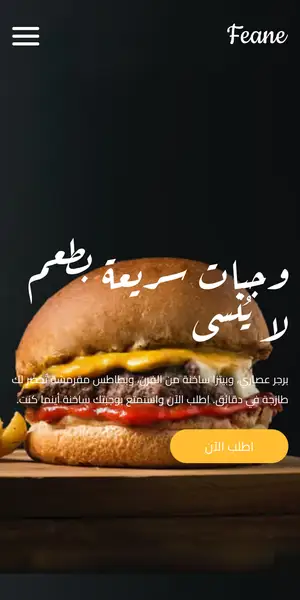 Feane
وجبات سريعة بطعم
لا يُنسى
برجر عصاري، وبيتزا ساخنة من الفرن، وبطاطس مقرمشة تحضر لك
طازجة في دقائق. اطلب الآن واستمتع بوجبتك ساخنة أينما كنت.
اطلب الآن